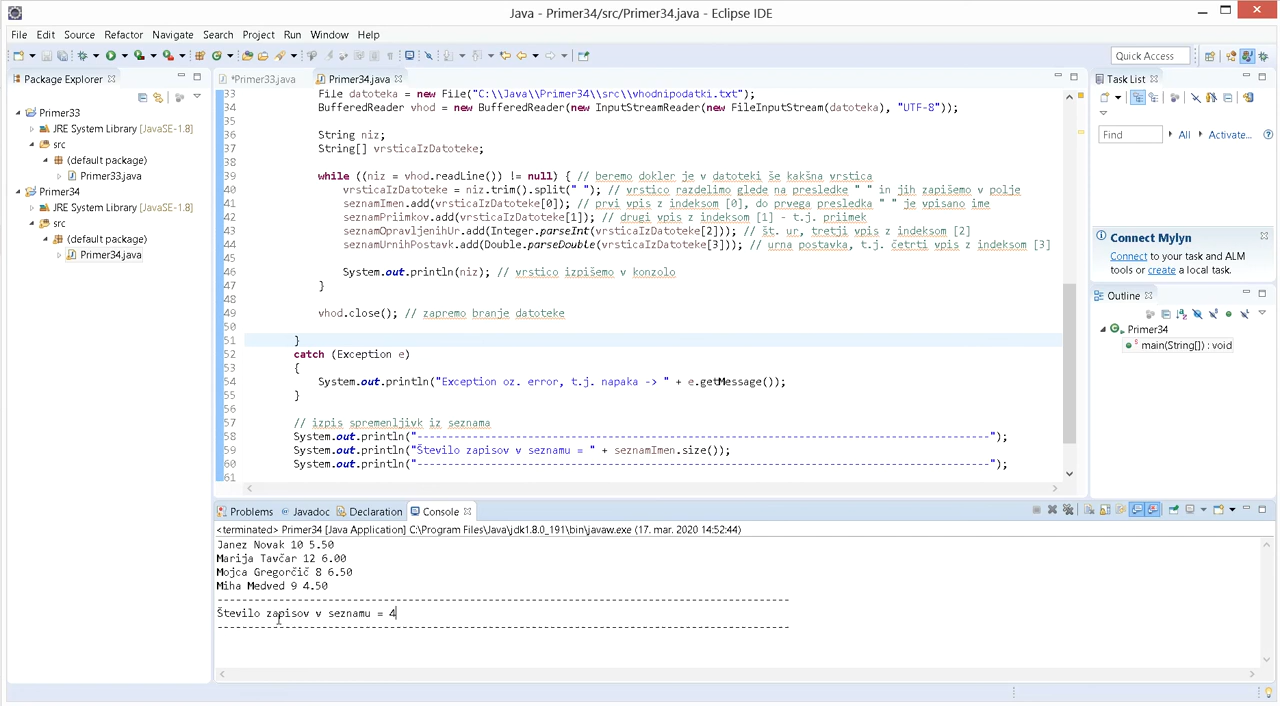 Java - Primer34/src/Primer34.java - Eclipse IDE
File Edit Source Refactor Navigate Search Project Run Window Help
Quick Access
Package Explorer
Primer33
JRE System Library [JavaSE-1.8]
src
(default package)
Primer33.java
Primer34
JRE System Library [JavaSE-1.8]
src
(default package)
Primer34.java
*Primer33.java Primer34.java
33 File datoteka = new File("C:\\Java\\Primer34\\src\\vhodnipodatki.txt");
34 BufferedReader vhod = new BufferedReader(new InputStreamReader(new FileInputStream(datoteka), "UTF-8"));
35
36 String niz;
37 String[] vrsticaIzDatoteke;
38
39 while ((niz = vhod.readLine()) != null) { // beremo dokler je v datoteki še kakšna vrstica
40 vrsticaIzDatoteke = niz.trim().split(" "); // vrstico razdelimo glede na presledke " " in jih zapišemo v polje
41 seznamImen.add(vrsticaIzDatoteke[0]); // prvi vpis z indeksom [0], do prvega presledka " " je vpisano ime
42 seznamPriimkov.add(vrsticaIzDatoteke[1]); // drugi vpis z indeksom [1] - t.j. priimek
43 seznamOpravljenihUr.add(Integer.parseInt(vrsticaIzDatoteke[2])); // št. ur, tretji vpis z indeksom [2]
44 seznamUrnihPostavk.add(Double.parseDouble(vrsticaIzDatoteke[3])); // urna postavka, t.j. četrti vpis z indeksom [3]
45
46 System.out.println(niz); // vrstico izpišemo v konzolo
47 }
48
49 vhod.close(); // zapremo branje datoteke
50
51 }
52 catch (Exception e)
53 {
54 System.out.println("Exception oz. error, t.j. napaka -> " + e.getMessage());
55 }
56
57 // izpis spremenljivk iz seznama
58 System.out.println("---------------------------------------------------------------------------------------------");
59 System.out.println("Število zapisov v seznamu = " + seznamImen.size());
60 System.out.println("---------------------------------------------------------------------------------------------");
61
Task List
Find All Activate...
Connect Mylyn
Connect to your task and ALM
tools or create a local task.
Outline
Primer34
main(String[]) : void
Problems Javadoc Declaration Console
<terminated> Primer34 [Java Application] C:\Program Files\Java\jdk1.8.0_191\bin\javaw.exe (17. mar. 2020 14:52:44)
Janez Novak 10 5.50
Marija Tavčar 12 6.00
Mojca Gregorčič 8 6.50
Miha Medved 9 4.50
---------------------------------------------------------------------------------------------
Število zapisov v seznamu = 4
---------------------------------------------------------------------------------------------